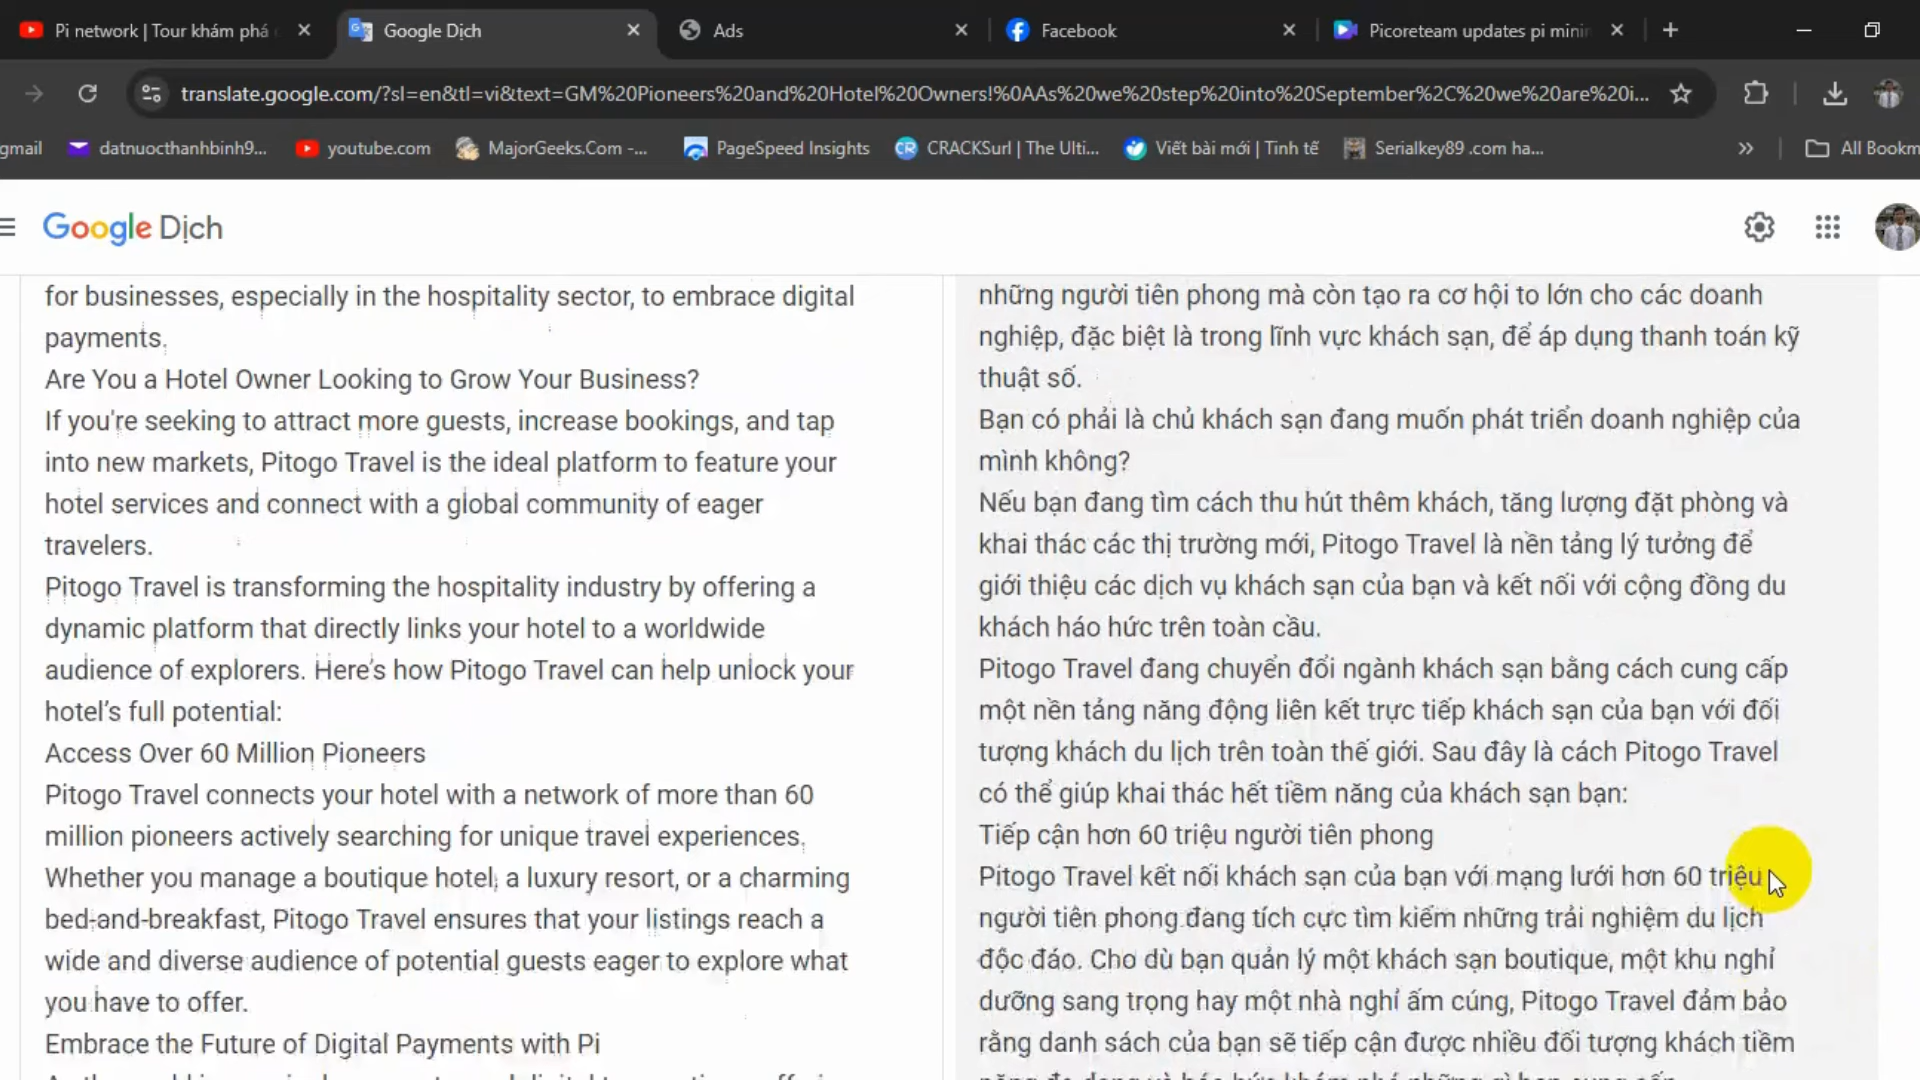 Pi network | Tour khám phá
Google Dịch
Ads
Facebook
Picoreteam updates pi mini
translate.google.com/?sl=en&tl=vi&text=GM%20Pioneers%20and%20Hotel%20Owners!%0AAs%20we%20step%20into%20September%2C%20we%20are%20i...
gmail
datnuocthanhbinh9...
youtube.com
MajorGeeks.Com -...
PageSpeed Insights
CRACKSurl | The Ulti...
Viết bài mới | Tinh tế
Serialkey89 .com ha...
All Bookm
Google Dịch
for businesses, especially in the hospitality sector, to embrace digital
payments.
Are You a Hotel Owner Looking to Grow Your Business?
If you're seeking to attract more guests, increase bookings, and tap
into new markets, Pitogo Travel is the ideal platform to feature your
hotel services and connect with a global community of eager
travelers.
Pitogo Travel is transforming the hospitality industry by offering a
dynamic platform that directly links your hotel to a worldwide
audience of explorers. Here’s how Pitogo Travel can help unlock your
hotel’s full potential:
Access Over 60 Million Pioneers
Pitogo Travel connects your hotel with a network of more than 60
million pioneers actively searching for unique travel experiences.
Whether you manage a boutique hotel, a luxury resort, or a charming
bed-and-breakfast, Pitogo Travel ensures that your listings reach a
wide and diverse audience of potential guests eager to explore what
you have to offer.
Embrace the Future of Digital Payments with Pi
những người tiên phong mà còn tạo ra cơ hội to lớn cho các doanh
nghiệp, đặc biệt là trong lĩnh vực khách sạn, để áp dụng thanh toán kỹ
thuật số.
Bạn có phải là chủ khách sạn đang muốn phát triển doanh nghiệp của
mình không?
Nếu bạn đang tìm cách thu hút thêm khách, tăng lượng đặt phòng và
khai thác các thị trường mới, Pitogo Travel là nền tảng lý tưởng để
giới thiệu các dịch vụ khách sạn của bạn và kết nối với cộng đồng du
khách háo hức trên toàn cầu.
Pitogo Travel đang chuyển đổi ngành khách sạn bằng cách cung cấp
một nền tảng năng động liên kết trực tiếp khách sạn của bạn với đối
tượng khách du lịch trên toàn thế giới. Sau đây là cách Pitogo Travel
có thể giúp khai thác hết tiềm năng của khách sạn bạn:
Tiếp cận hơn 60 triệu người tiên phong
Pitogo Travel kết nối khách sạn của bạn với mạng lưới hơn 60 triệu
người tiên phong đang tích cực tìm kiếm những trải nghiệm du lịch
độc đáo. Cho dù bạn quản lý một khách sạn boutique, một khu nghỉ
dưỡng sang trọng hay một nhà nghỉ ấm cúng, Pitogo Travel đảm bảo
rằng danh sách của bạn sẽ tiếp cận được nhiều đối tượng khách tiềm